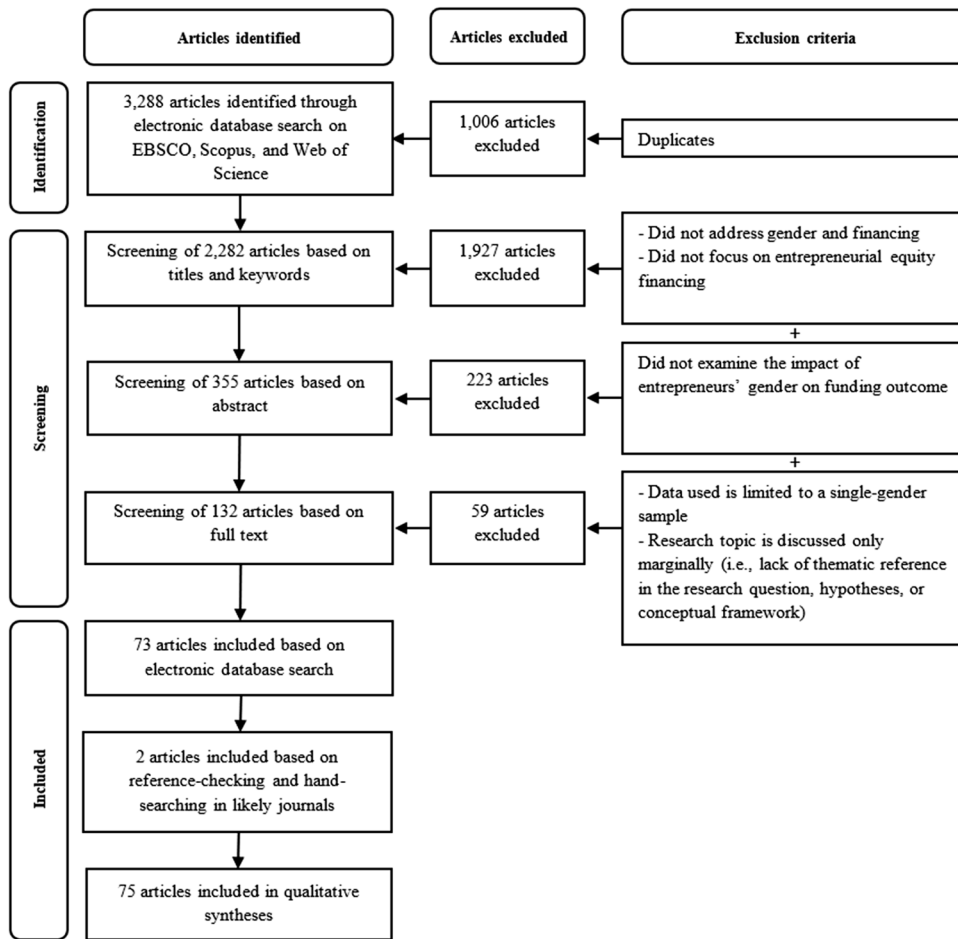 Articles identified
Articles excluded
Exclusion criteria
Identification
3,288 articles identified through
electronic database search on
EBSCO, Scopus, and Web of
Science
1,006 articles
excluded
Duplicates
Screening
Screening of 2,282 articles based on
titles and keywords
1,927 articles
excluded
- Did not address gender and financing
- Did not focus on entrepreneurial equity
financing
+
Screening of 355 articles based on
abstract
223 articles
excluded
Did not examine the impact of
entrepreneurs’ gender on funding outcome
+
Screening of 132 articles based on
full text
59 articles
excluded
- Data used is limited to a single-gender
sample
- Research topic is discussed only
marginally (i.e., lack of thematic reference
in the research question, hypotheses, or
conceptual framework)
Included
73 articles included based on
electronic database search
2 articles included based on
reference-checking and hand-
searching in likely journals
75 articles included in qualitative
syntheses